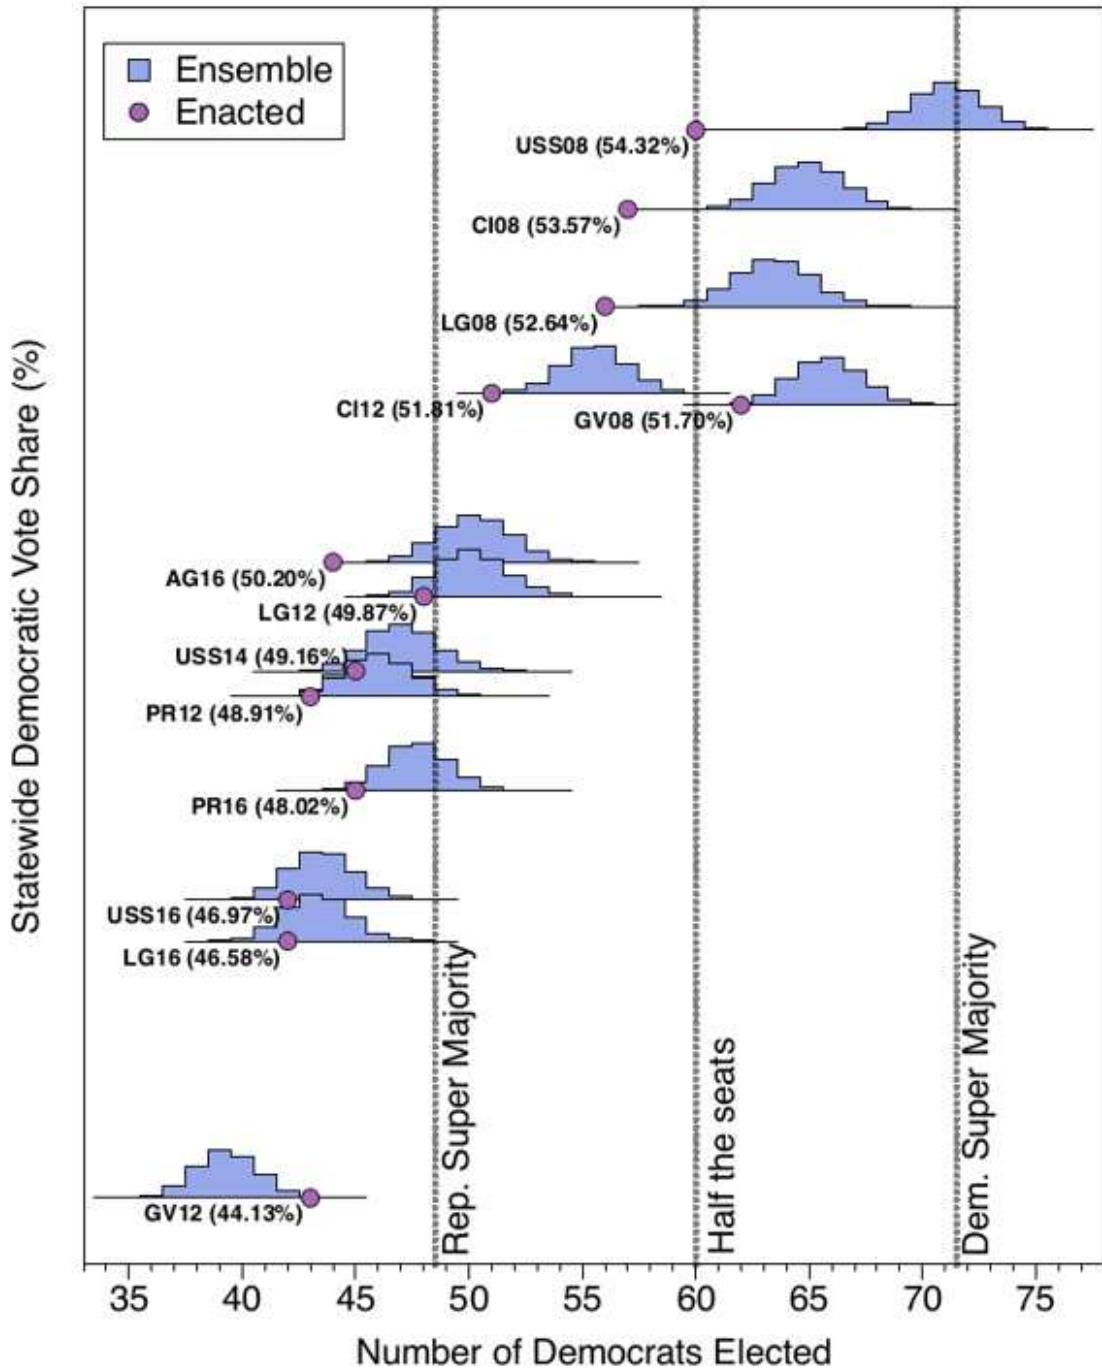 Ensemble
Enacted
USS08 (54.32%)
CI08 (53.57%)
LG08 (52.64%)
CI12 (51.81%)
GV08 (51.70%)
AG16 (50.20%)
LG12 (49.87%)
USS14 (49.16%)
PR12 (48.91%)
PR16 (48.02%)
USS16 (46.97%)
LG16 (46.58%)
GV12 (44.13%)
Rep. Super Majority
Half the seats
Dem. Super Majority
Statewide Democratic Vote Share (%)
35 40 45 50 55 60 65 70 75
Number of Democrats Elected